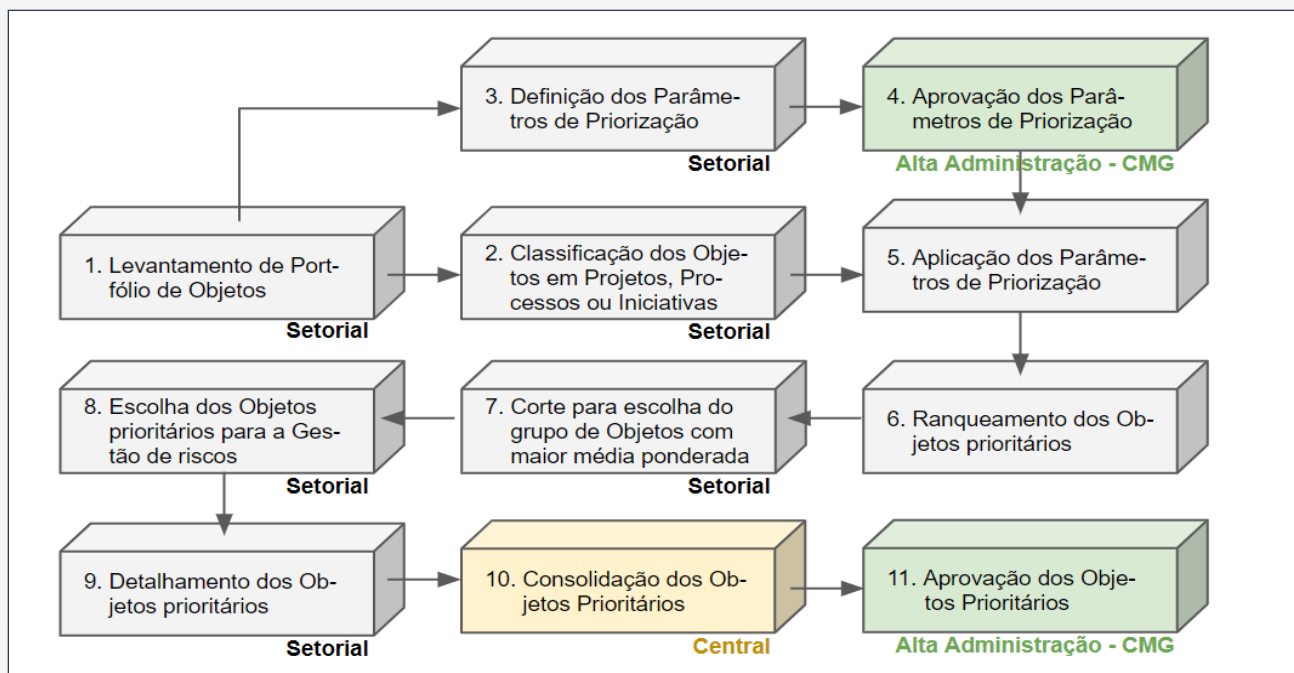 3. Definição dos Parâme-
tros de Priorização
Setorial
4. Aprovação dos Parâ-
metros de Priorização
Alta Administração - CMG
1. Levantamento de Port-
fólio de Objetos
Setorial
2. Classificação dos Obje-
tos em Projetos, Pro-
cessos ou Iniciativas
Setorial
5. Aplicação dos Parâme-
tros de Priorização
8. Escolha dos Objetos
prioritários para a Ges-
tão de riscos
Setorial
7. Corte para escolha do
grupo de Objetos com
maior média ponderada
Setorial
6. Ranqueamento dos Ob-
jetos prioritários
9. Detalhamento dos Ob-
jetos prioritários
Setorial
10. Consolidação dos Ob-
jetos Prioritários
Central
11. Aprovação dos Obje-
tos Prioritários
Alta Administração - CMG